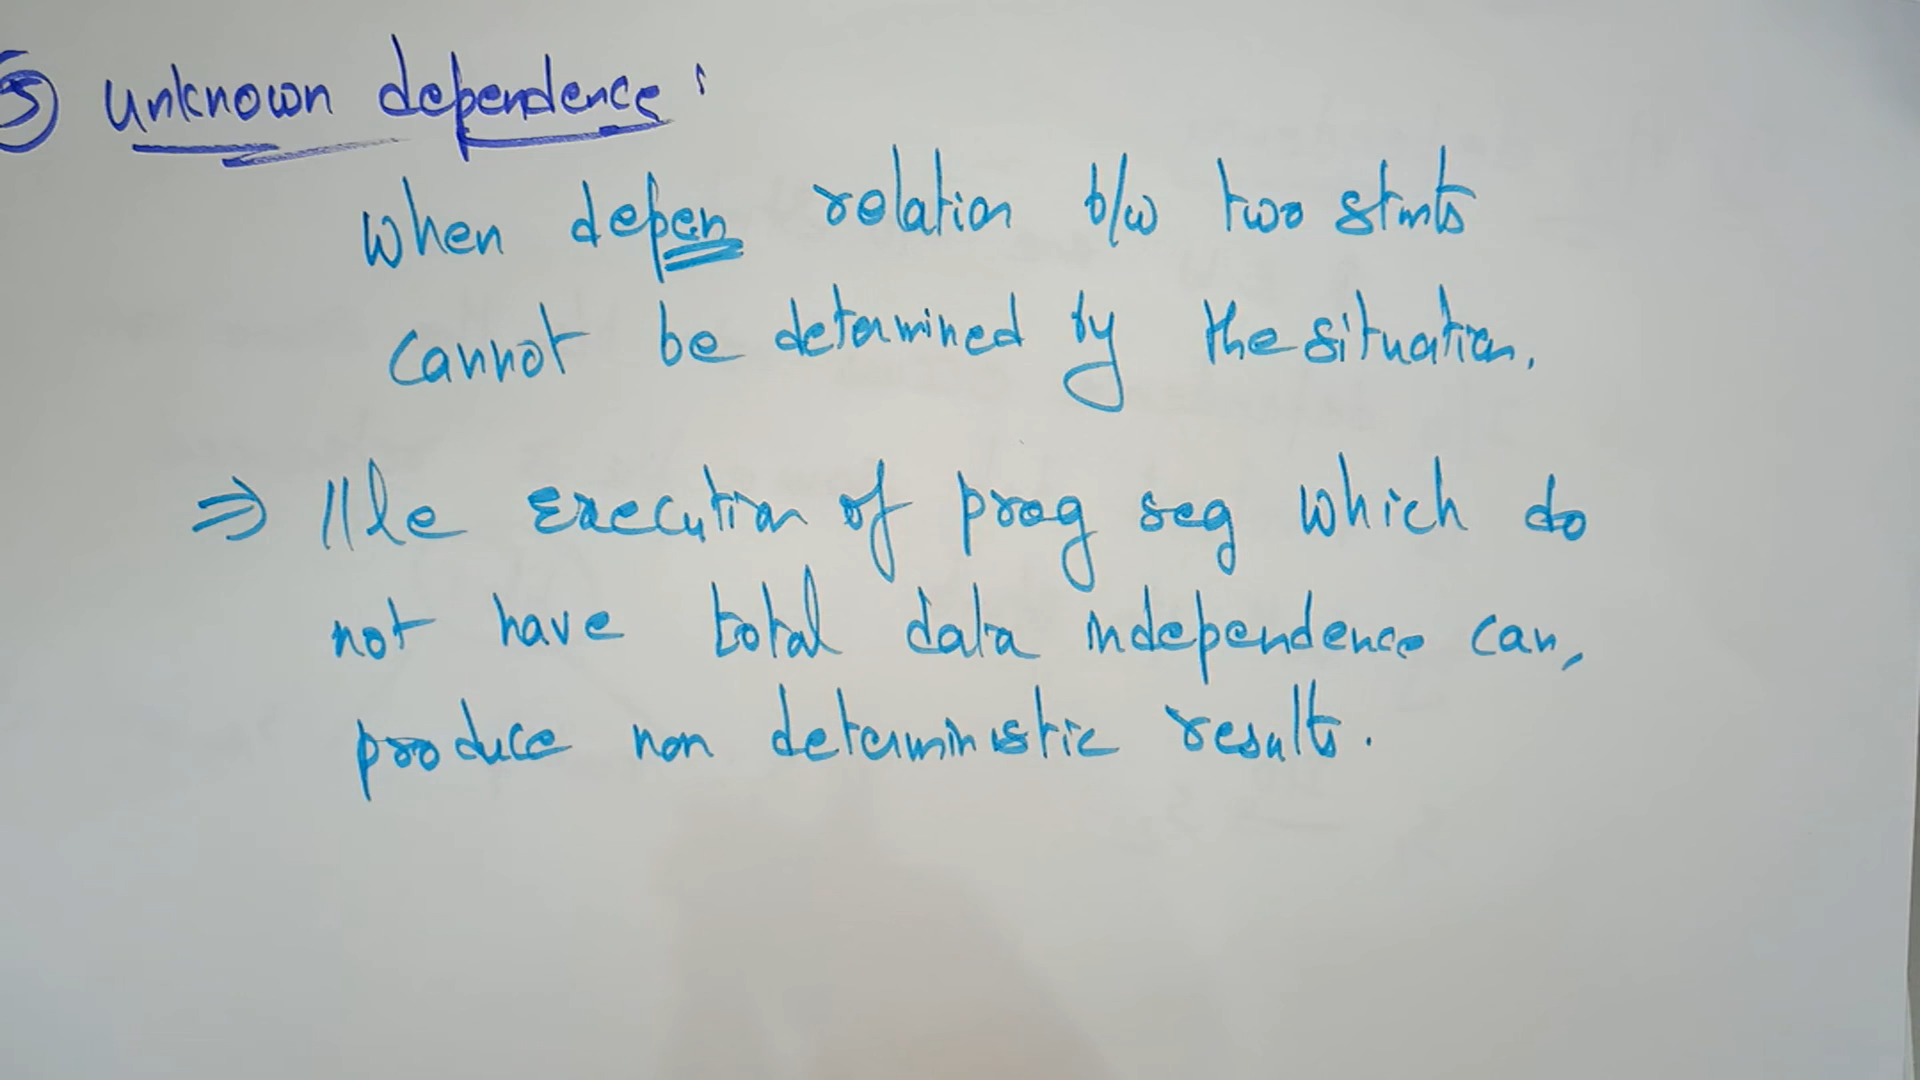 5) unknown dependence:
When depen relation b/w two stmts
cannot be determined by the situation.
⇒ //le execution of prog seg which do
not have total data independence can,
produce non deterministic results.